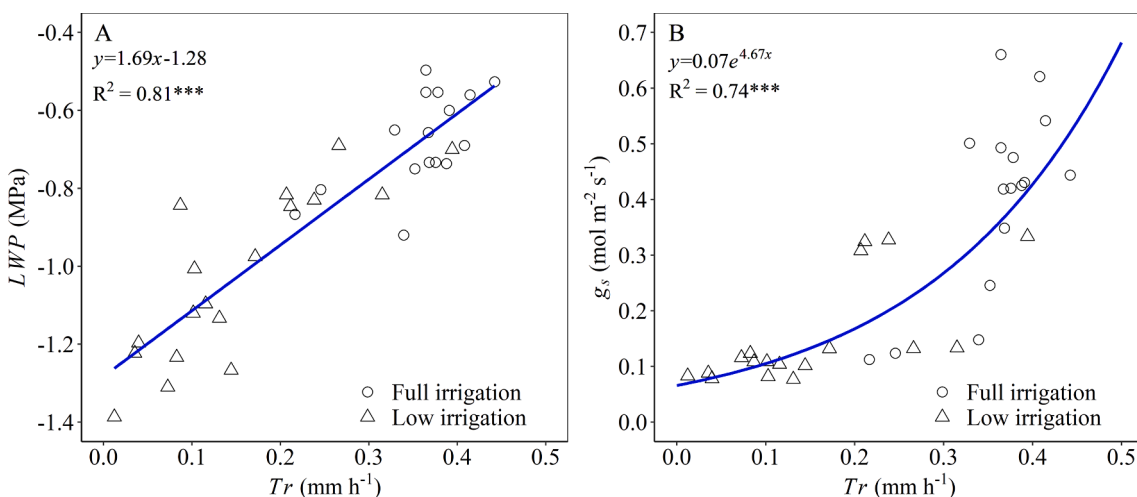 A
y=1.69x-1.28
R² = 0.81***
-0.4
-0.6
-0.8
-1.0
-1.2
-1.4
LWP (MPa)
Full irrigation
Low irrigation
0.0 0.1 0.2 0.3 0.4 0.5
Tr (mm h⁻¹)
B
y=0.07e⁴·⁶⁷ˣ
R² = 0.74***
0.7
0.6
0.5
0.4
0.3
0.2
0.1
0.0
gₛ (mol m⁻² s⁻¹)
Full irrigation
Low irrigation
0.0 0.1 0.2 0.3 0.4 0.5
Tr (mm h⁻¹)